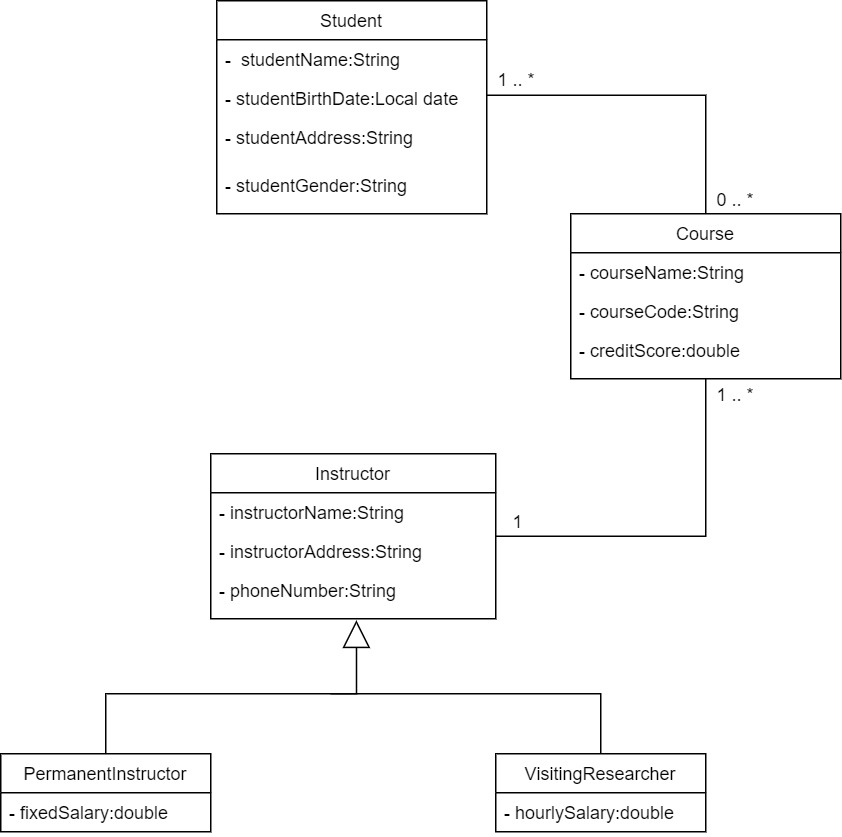 Student
- studentName:String
- studentBirthDate:Local date
- studentAddress:String
- studentGender:String
1 .. *
0 .. *
Course
- courseName:String
- courseCode:String
- creditScore:double
1 .. *
Instructor
- instructorName:String
- instructorAddress:String
- phoneNumber:String
1
PermanentInstructor
- fixedSalary:double
VisitingResearcher
- hourlySalary:double